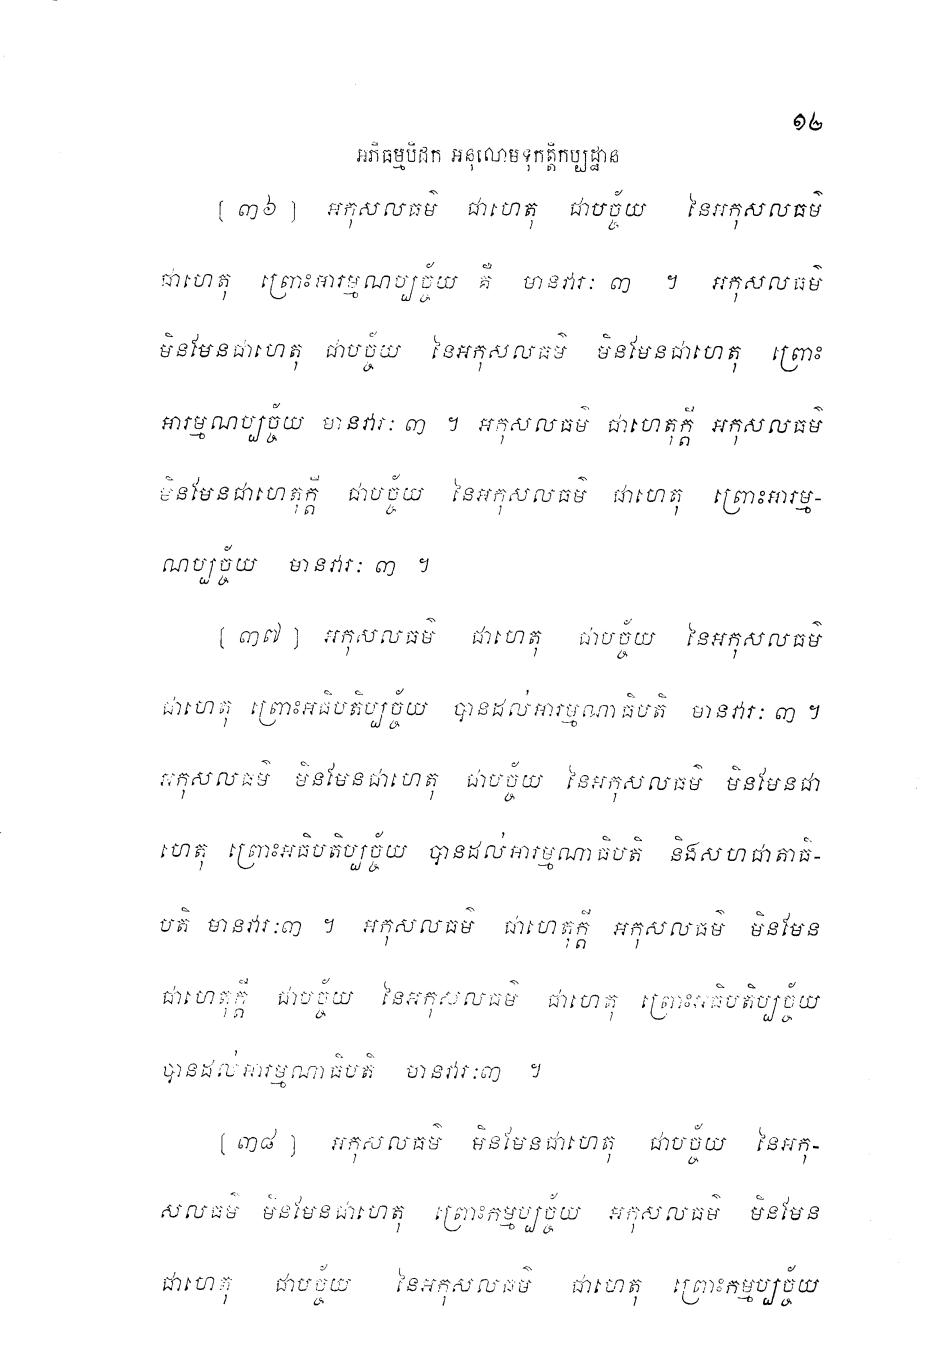 ១៤
អភិធម្មបិដក អនុលោមទុកត្តិកប្បដ្ឋាន
[ ៣៦ ] អកុសលធម៌ ជាហេតុ ជាបច្ច័យ នៃអកុសលធម៌
ជាហេតុ ព្រោះអារម្មណប្បច្ច័យ គឺ មានវារៈ ៣ ។ អកុសលធម៌
មិនមែនជាហេតុ ជាបច្ច័យ នៃអកុសលធម៌ មិនមែនជាហេតុ ព្រោះ
អារម្មណប្បច្ច័យ មានវារៈ ៣ ។ អកុសលធម៌ ជាហេតុក្តី អកុសលធម៌
មិនមែនជាហេតុក្តី ជាបច្ច័យ នៃអកុសលធម៌ ជាហេតុ ព្រោះអារម្ម-
ណប្បច្ច័យ មានវារៈ ៣ ។
[ ៣៧ ] អកុសលធម៌ ជាហេតុ ជាបច្ច័យ នៃអកុសលធម៌
ជាហេតុ ព្រោះអធិបតិប្បច្ច័យ បានដល់អារម្មណាធិបតិ មានវារៈ ៣ ។
អកុសលធម៌ មិនមែនជាហេតុ ជាបច្ច័យ នៃអកុសលធម៌ មិនមែនជា
ហេតុ ព្រោះអធិបតិប្បច្ច័យ បានដល់អារម្មណាធិបតិ និងសហជាតាធិ-
បតិ មានវារៈ៣ ។ អកុសលធម៌ ជាហេតុក្តី អកុសលធម៌ មិនមែន
ជាហេតុក្តី ជាបច្ច័យ នៃអកុសលធម៌ ជាហេតុ ព្រោះអធិបតិប្បច្ច័យ
បានដល់អារម្មណាធិបតិ មានវារៈ៣ ។
[ ៣៨ ] អកុសលធម៌ មិនមែនជាហេតុ ជាបច្ច័យ នៃអកុ-
សលធម៌ មិនមែនជាហេតុ ព្រោះកម្មប្បច្ច័យ អកុសលធម៌ មិនមែន
ជាហេតុ ជាបច្ច័យ នៃអកុសលធម៌ ជាហេតុ ព្រោះកម្មប្បច្ច័យ